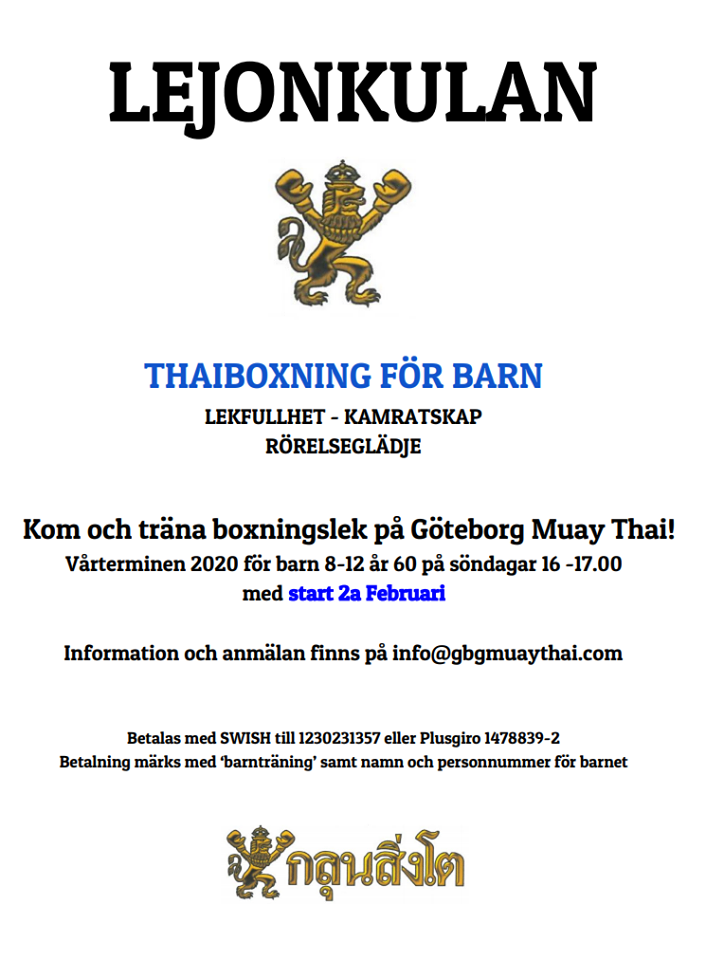 LEJONKULAN
THAIBOXNING FÖR BARN
LEKFULLHET - KAMRATSKAP
RÖRELSEGLÄDJE
Kom och träna boxningslek på Göteborg Muay Thai!
Vårterminen 2020 för barn 8-12 år 60 på söndagar 16 -17.00
med start 2a Februari
Information och anmälan finns på info@gbgmuaythai.com
Betalas med SWISH till 1230231357 eller Plusgiro 1478839-2
Betalning märks med ‘barnträning’ samt namn och personnummer för barnet
กลุนสิ่งโต